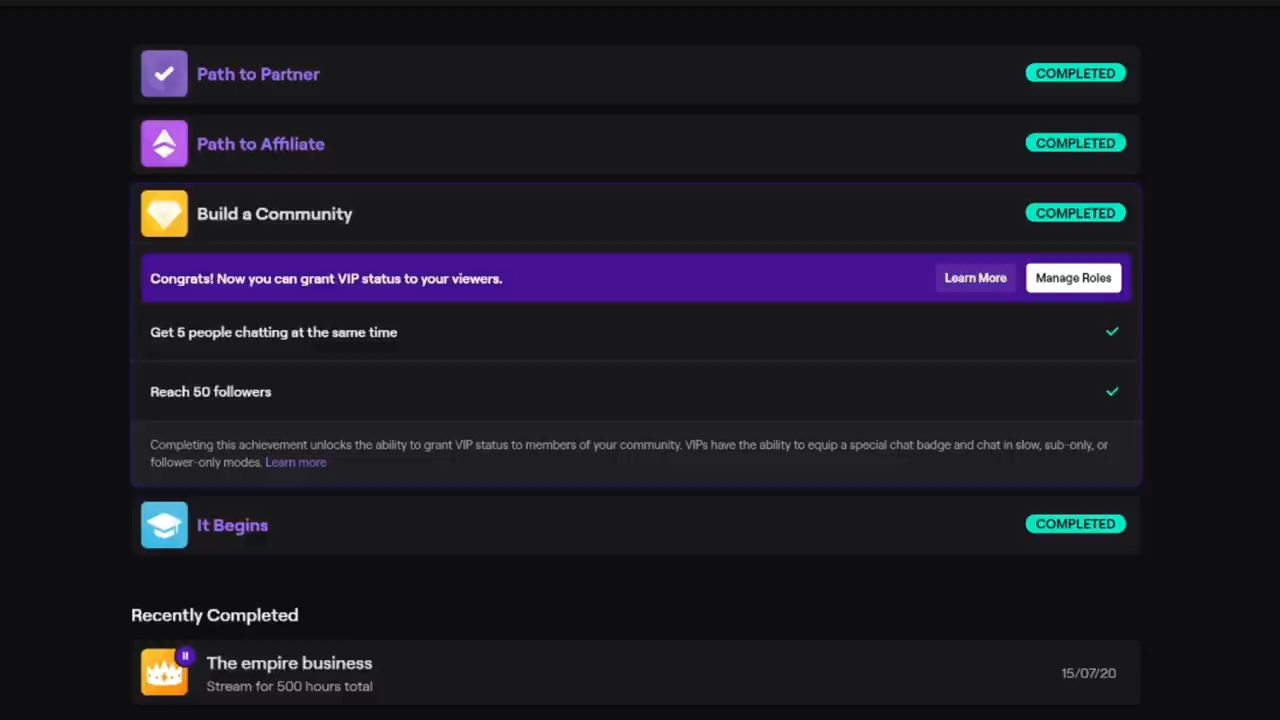 Path to Partner
COMPLETED
Path to Affiliate
COMPLETED
Build a Community
COMPLETED
Congrats! Now you can grant VIP status to your viewers.
Learn More
Manage Roles
Get 5 people chatting at the same time
Reach 50 followers
Completing this achievement unlocks the ability to grant VIP status to members of your community. VIPs have the ability to equip a special chat badge and chat in slow, sub-only, or
follower-only modes. Learn more
It Begins
COMPLETED
Recently Completed
II
The empire business
Stream for 500 hours total
15/07/20